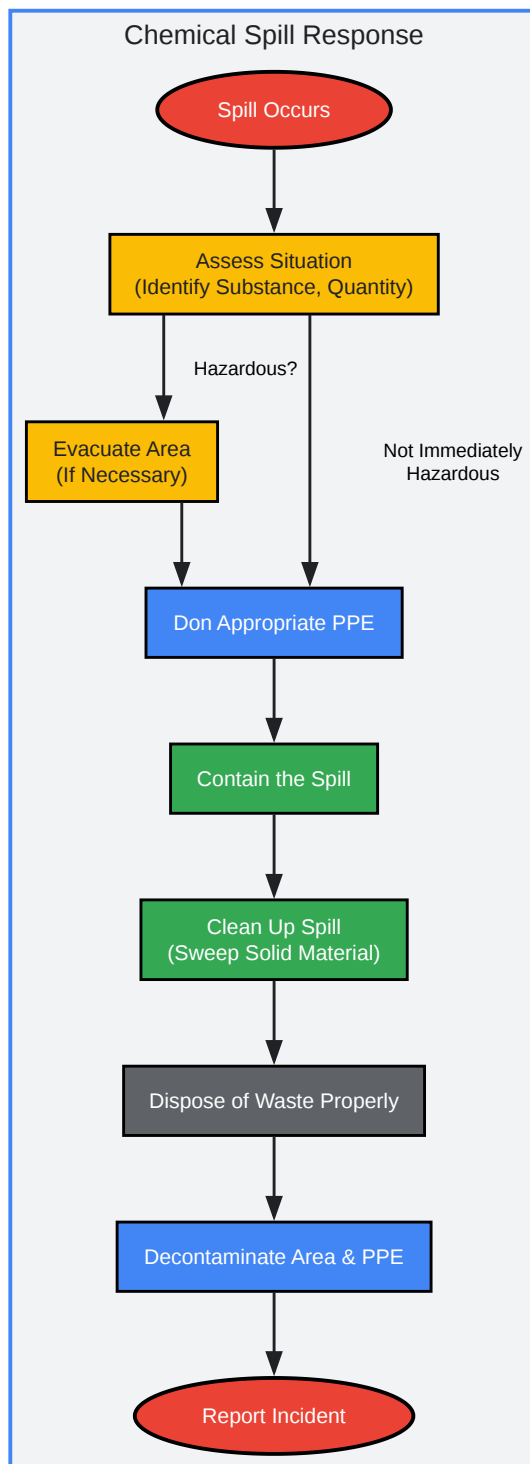 Chemical Spill Response
Spill Occurs
Assess Situation
(Identify Substance, Quantity)
Hazardous?
Evacuate Area
(If Necessary)
Not Immediately
Hazardous
Don Appropriate PPE
Contain the Spill
Clean Up Spill
(Sweep Solid Material)
Dispose of Waste Properly
Decontaminate Area & PPE
Report Incident